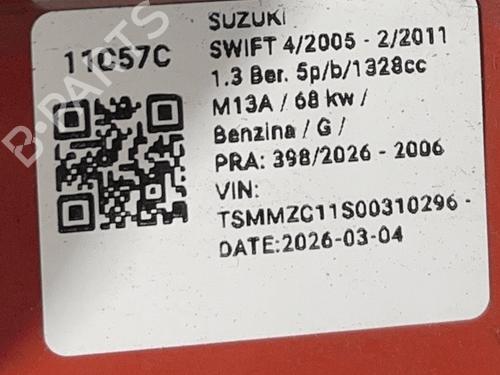 11C57C
SUZUKI
SWIFT 4/2005 - 2/2011
1.3 Ber. 5p/b/1328cc
M13A / 68 kw /
Benzina / G /
PRA: 398/2026 - 2006
VIN:
TSMMZC11S00310296 -
DATE:2026-03-04
B-PARTS